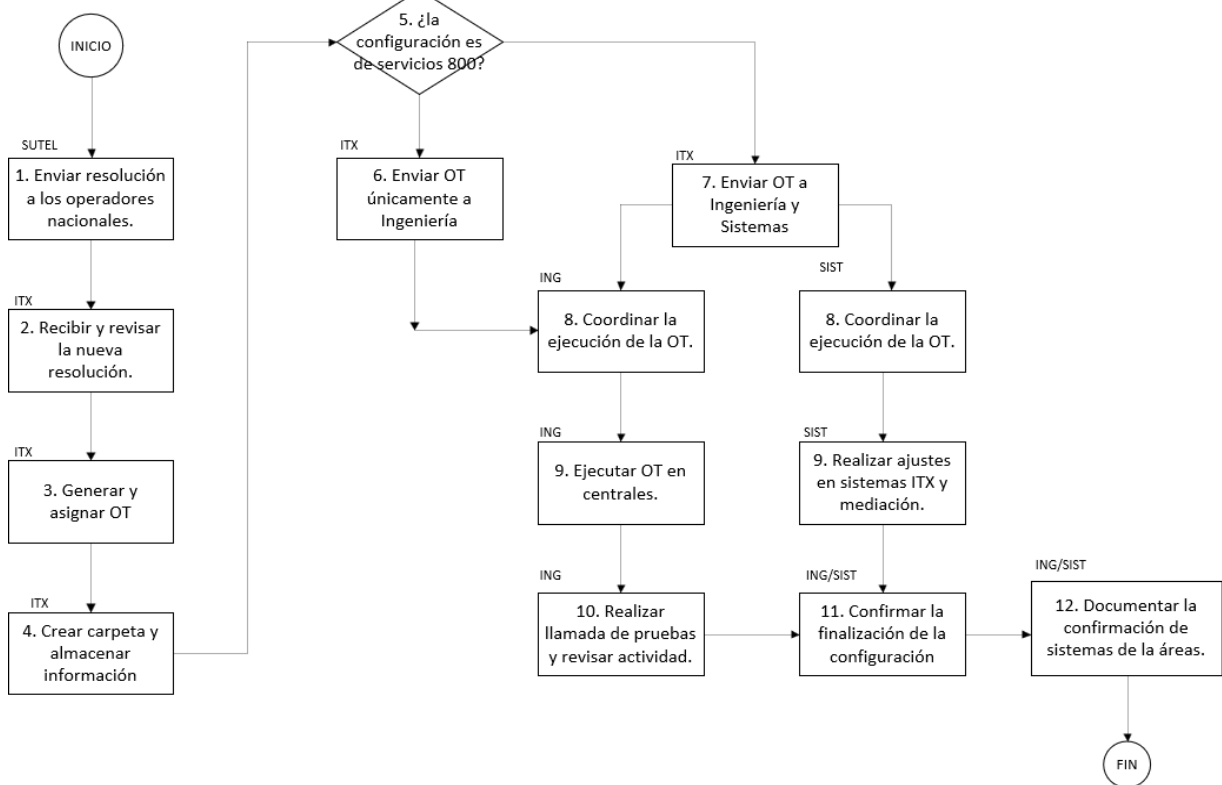 INICIO
SUTEL
1. Enviar resolución
a los operadores
nacionales.
ITX
2. Recibir y revisar
la nueva
resolución.
ITX
3. Generar y
asignar OT
ITX
4. Crear carpeta y
almacenar
información
5. ¿la
configuración es
de servicios 800?
ITX
6. Enviar OT
únicamente a
Ingeniería
ITX
7. Enviar OT a
Ingeniería y
Sistemas
ING
8. Coordinar la
ejecución de la OT.
SIST
8. Coordinar la
ejecución de la OT.
ING
9. Ejecutar OT en
centrales.
SIST
9. Realizar ajustes
en sistemas ITX y
mediación.
ING
10. Realizar
llamada de pruebas
y revisar actividad.
ING/SIST
11. Confirmar la
finalización de la
configuración
ING/SIST
12. Documentar la
confirmación de
sistemas de la áreas.
FIN